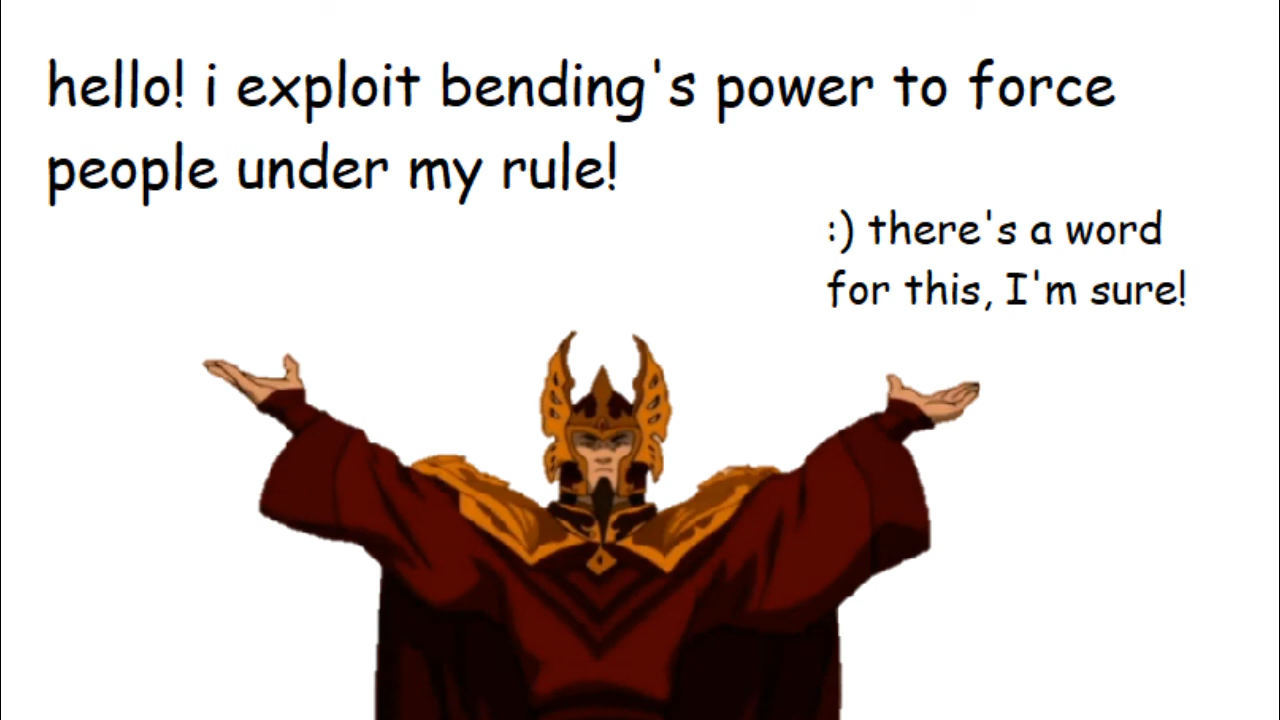 hello! i exploit bending's power to force
people under my rule!
:) there's a word
for this, I'm sure!